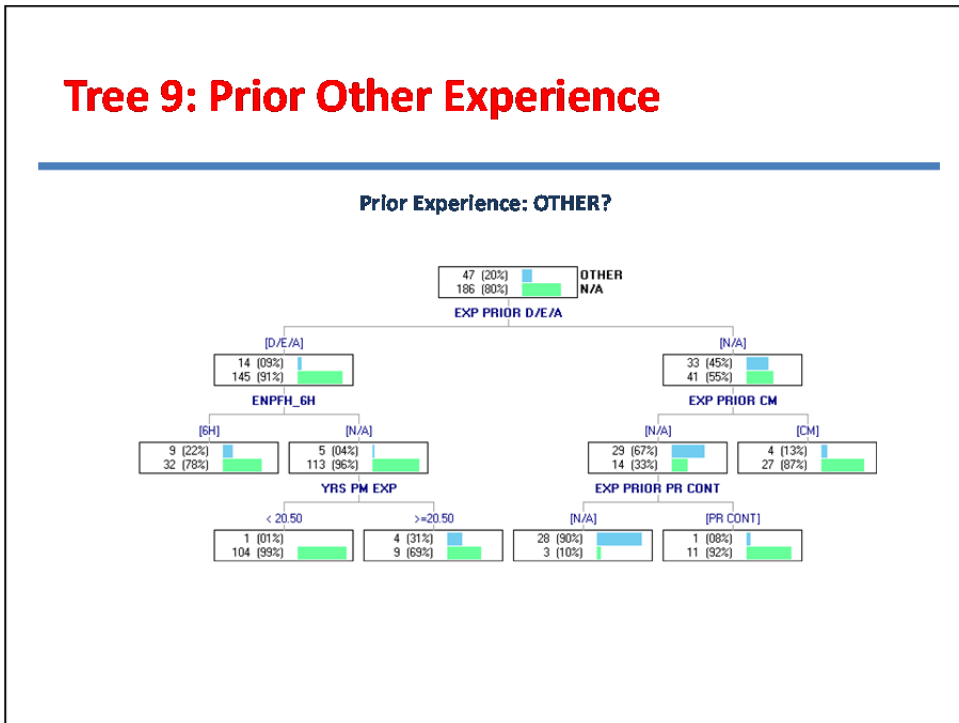 Tree 9: Prior Other Experience
Prior Experience: OTHER?
47 (20%) OTHER
186 (80%) N/A
EXP PRIOR D/E/A
[D/E/A] [N/A]
14 (09%) 33 (45%)
145 (91%) 41 (55%)
ENPFH_6H EXP PRIOR CM
[6H] [N/A] [N/A] [CM]
9 (22%) 5 (04%) 29 (67%) 4 (13%)
32 (78%) 113 (96%) 14 (33%) 27 (87%)
YRS PM EXP EXP PRIOR PR CONT
< 20.50 >=20.50 [N/A] [PR CONT]
1 (01%) 4 (31%) 28 (90%) 1 (08%)
104 (99%) 9 (69%) 3 (10%) 11 (92%)